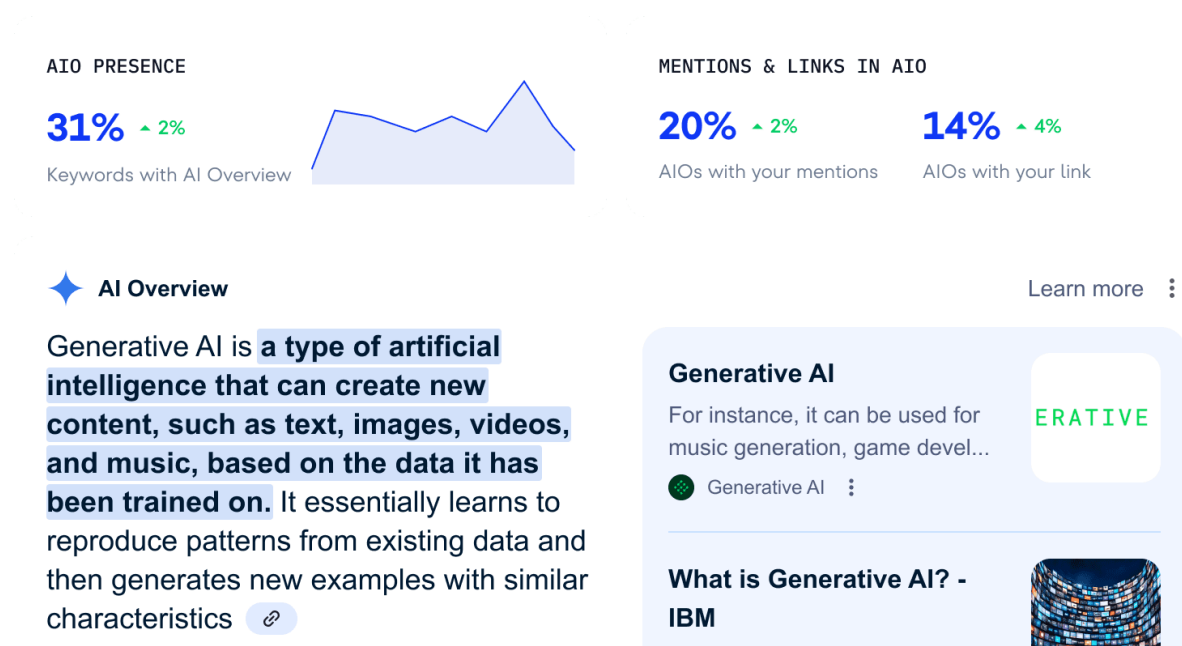 AIO PRESENCE
31% 2%
Keywords with AI Overview
MENTIONS & LINKS IN AIO
20% 2%
AIOs with your mentions
14% 4%
AIOs with your link
AI Overview
Generative AI is a type of artificial
intelligence that can create new
content, such as text, images, videos,
and music, based on the data it has
been trained on. It essentially learns to
reproduce patterns from existing data and
then generates new examples with similar
characteristics
Learn more
Generative AI
For instance, it can be used for
music generation, game devel...
Generative AI
ERATIVE
What is Generative AI? -
IBM